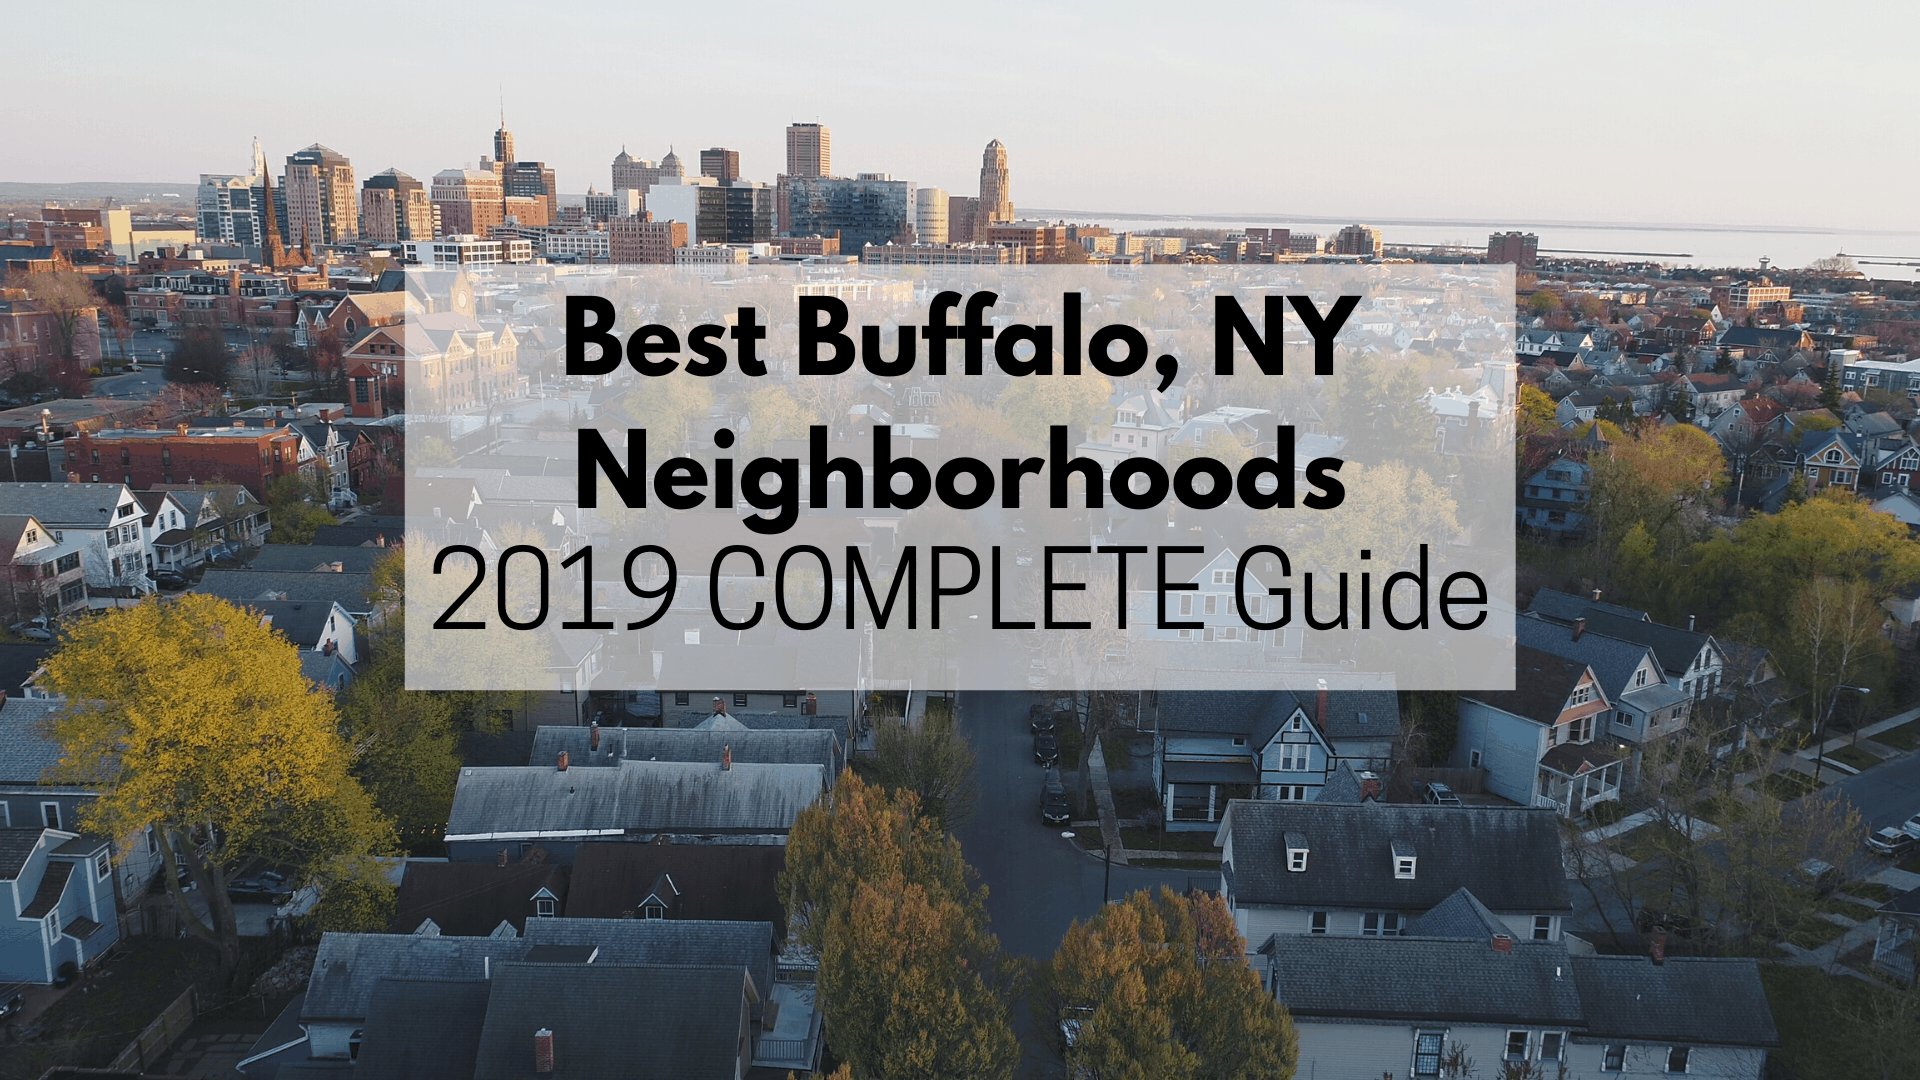 Best Buffalo, NY
Neighborhoods
2019 COMPLETE Guide